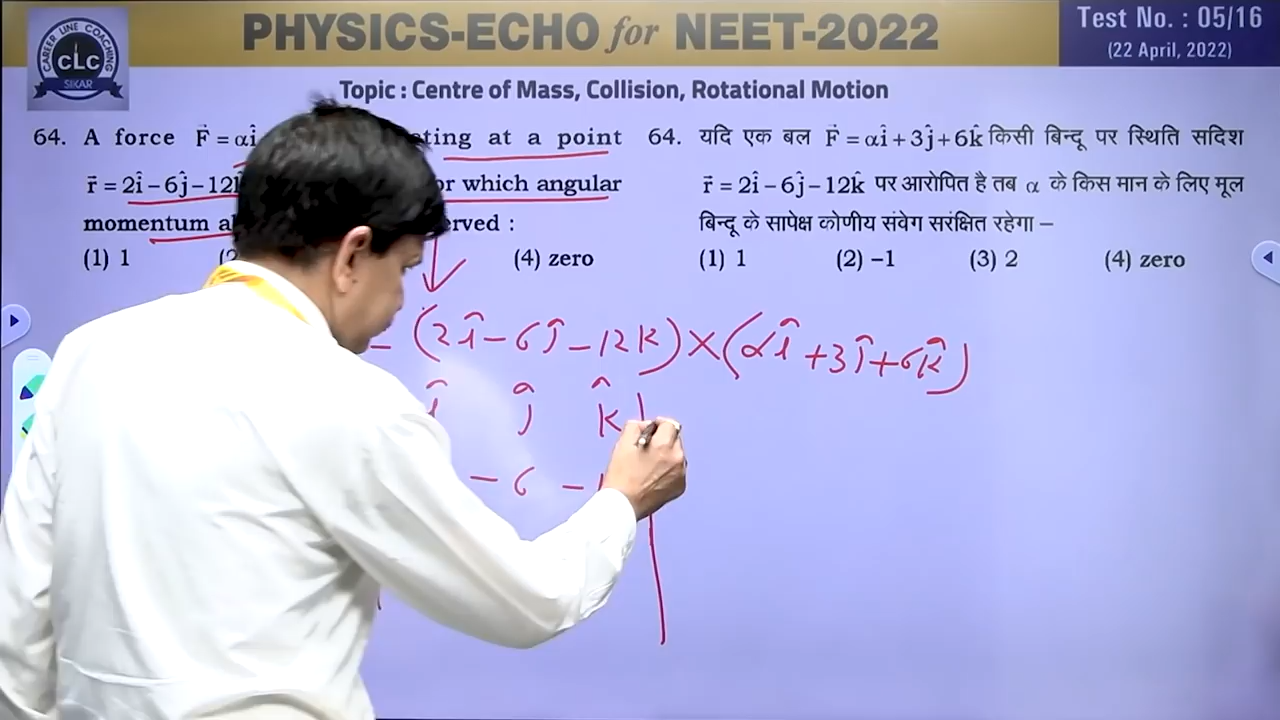 PHYSICS-ECHO for NEET-2022
Test No. : 05/16
(22 April, 2022)
CAREER LINE COACHING
CLC
SIKAR
Topic : Centre of Mass, Collision, Rotational Motion
64. A force F⃗ = αî ting at a point
r⃗ = 2î – 6ĵ – 12 or which angular
momentum a rved :
(1) 1 (4) zero
64. यदि एक बल F⃗ = αî + 3ĵ + 6k̂ किसी बिन्दू पर स्थिति सदिश
r⃗ = 2î – 6ĵ – 12k̂ पर आरोपित है तब α के किस मान के लिए मूल
बिन्दू के सापेक्ष कोणीय संवेग संरक्षित रहेगा –
(1) 1 (2) –1 (3) 2 (4) zero
(2î – 6ĵ – 12k) × (αî + 3ĵ + 6k̂)
î ĵ k̂
– 6 –